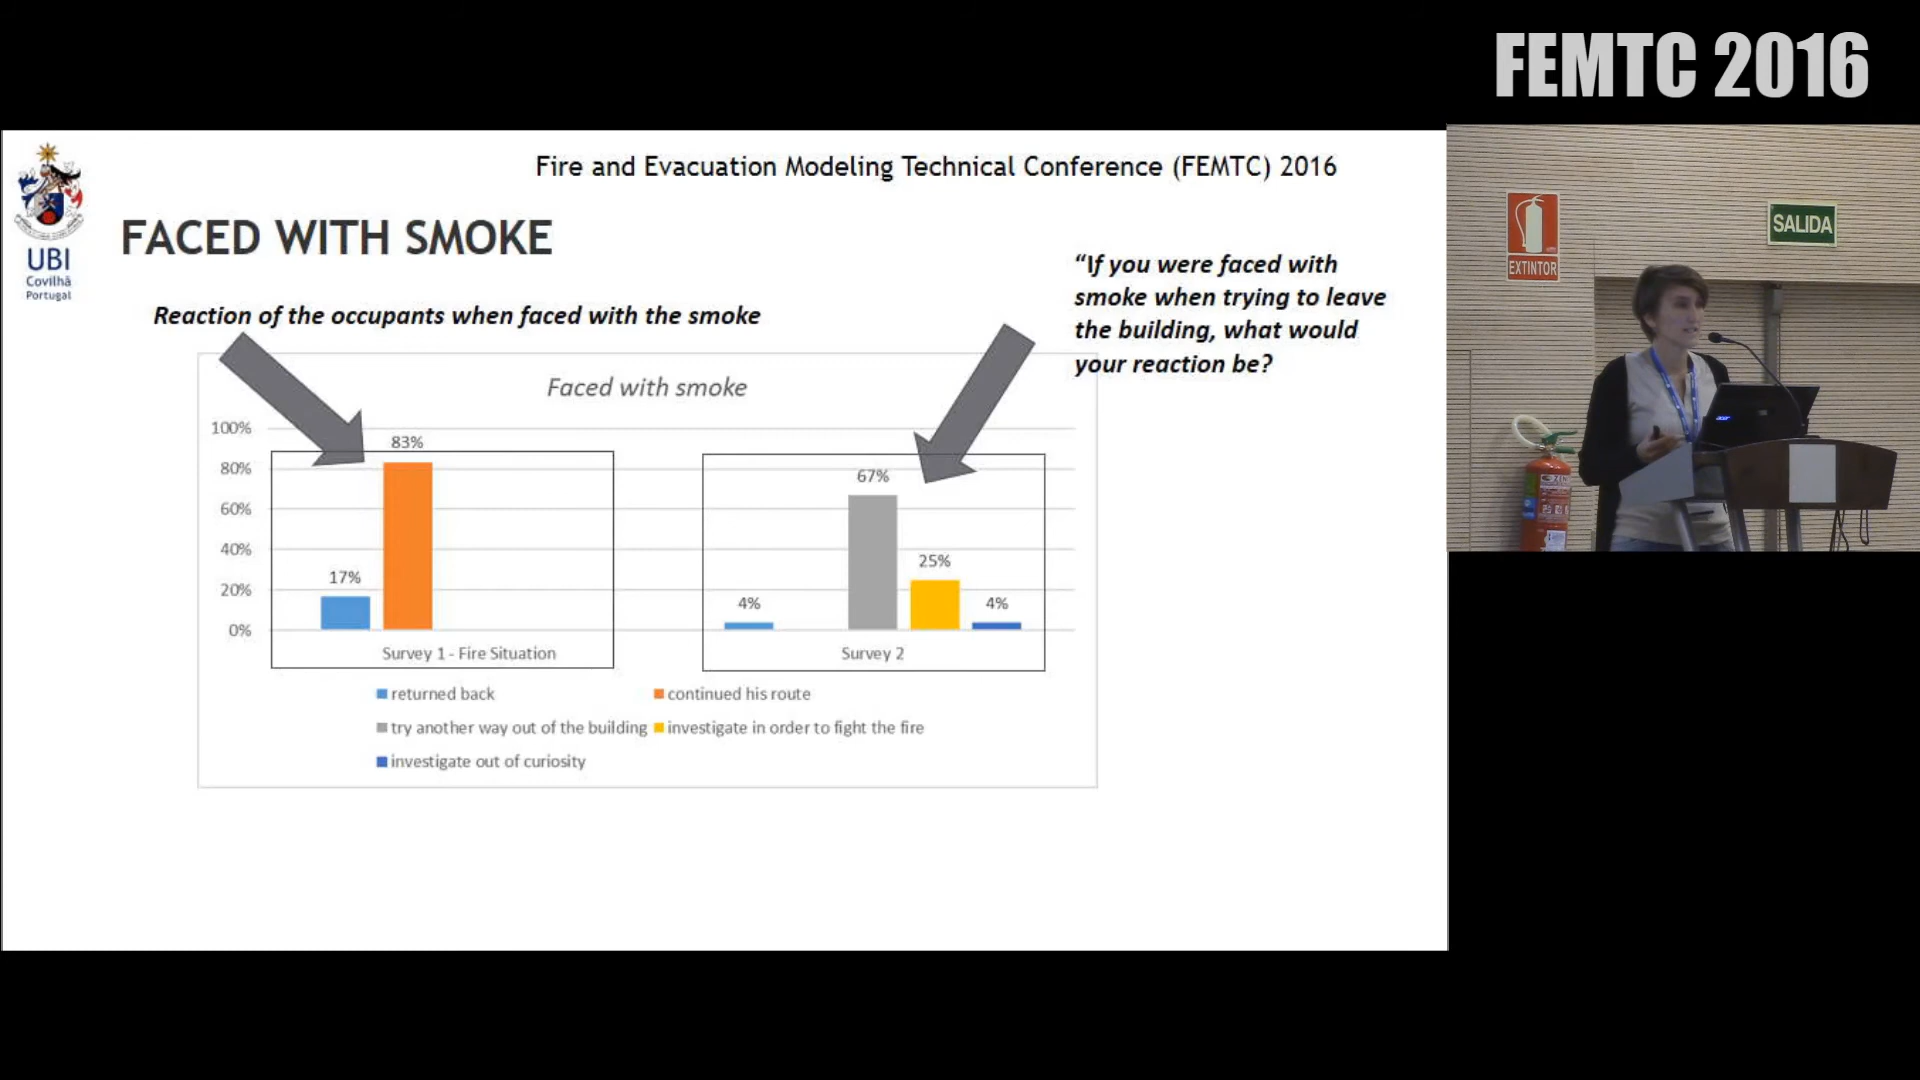 FEMTC 2016
Fire and Evacuation Modeling Technical Conference (FEMTC) 2016
UBI
Covilhã
Portugal
FACED WITH SMOKE
Reaction of the occupants when faced with the smoke
“If you were faced with
smoke when trying to leave
the building, what would
your reaction be?
Faced with smoke
100%
80%
60%
40%
20%
0%
17%
83%
4%
67%
25%
4%
Survey 1 - Fire Situation
Survey 2
returned back
continued his route
try another way out of the building
investigate in order to fight the fire
investigate out of curiosity
EXTINTOR
SALIDA
acer